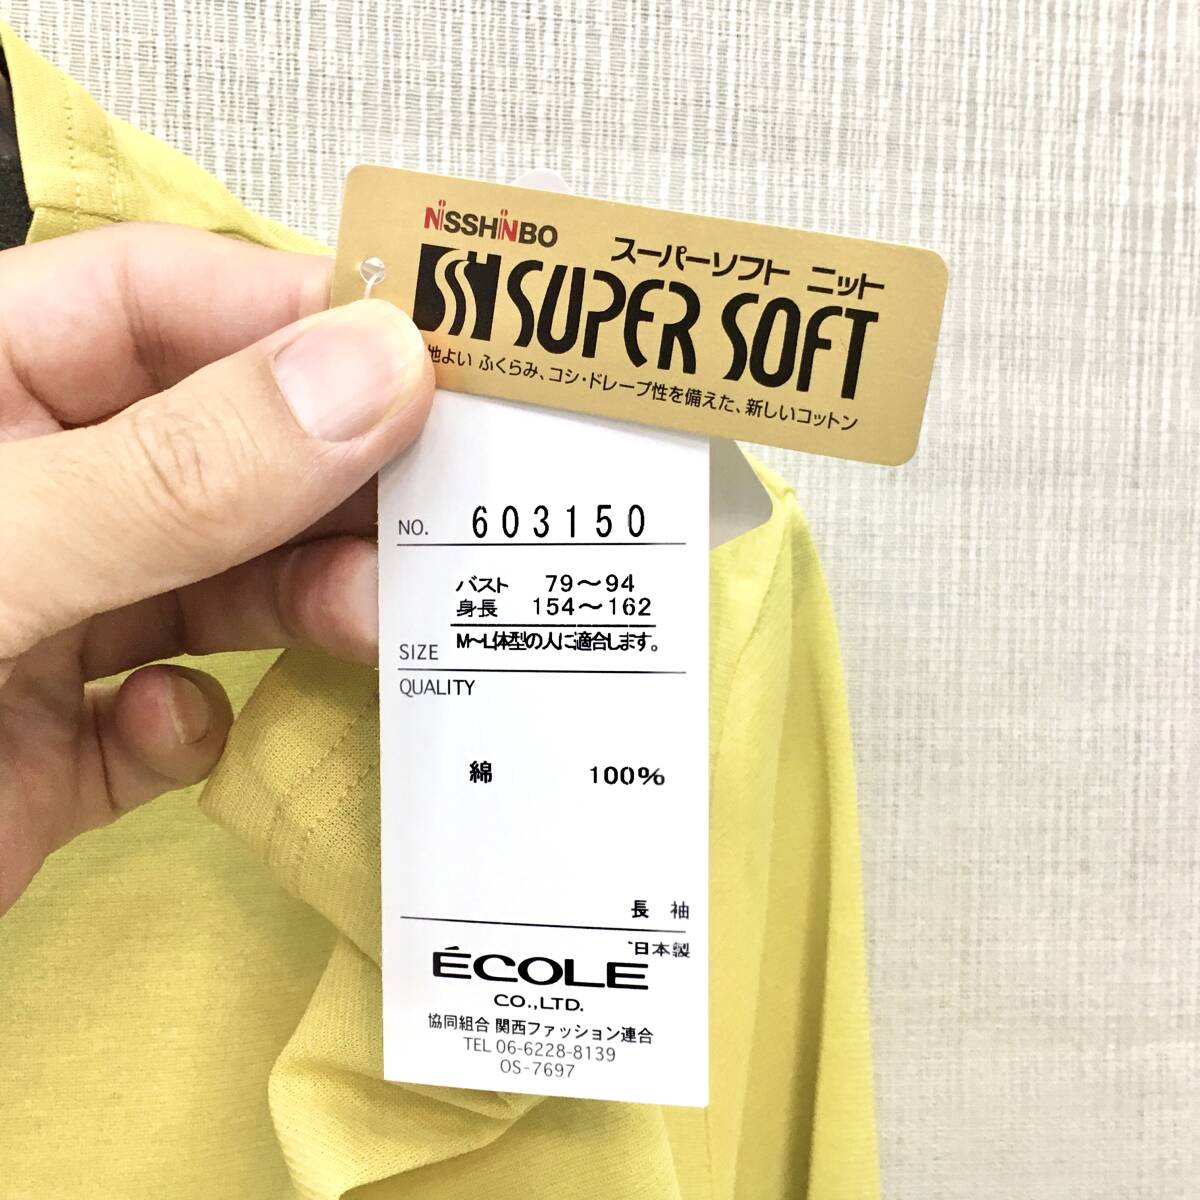 NISSHINBO
スーパーソフト ニット
SUPER SOFT
地よい ふくらみ、コシ・ドレープ性を備えた、新しいコットン
NO. 603150
バスト 79～94
身長 154～162
M～L体型の人に適合します。
SIZE
QUALITY
綿 100%
長 袖
日本製
ÉCOLE
CO.,LTD.
協同組合 関西ファッション連合
TEL 06-6228-8139
OS-7697